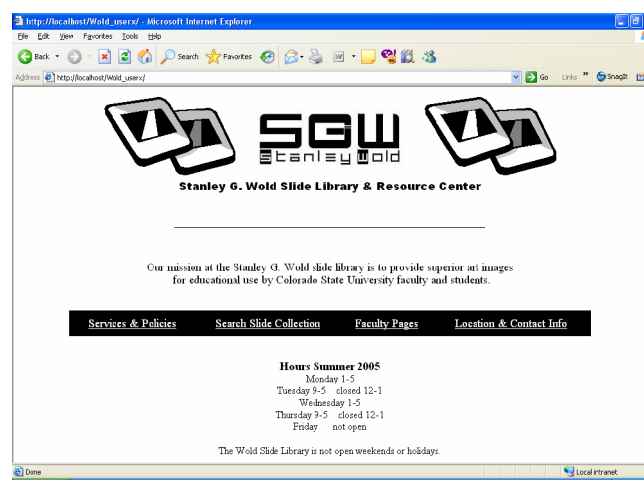 http://localhost/Wold_userx/ - Microsoft Internet Explorer
File Edit View Favorites Tools Help
Back Search Favorites
Address http://localhost/Wold_userx/ Go Links » SnagIt
SGW
Stanley Wold
Stanley G. Wold Slide Library & Resource Center
Our mission at the Stanley G. Wold slide library is to provide superior art images
for educational use by Colorado State University faculty and students.
Services & Policies Search Slide Collection Faculty Pages Location & Contact Info
Hours Summer 2005
Monday 1-5
Tuesday 9-5 closed 12-1
Wednesday 1-5
Thursday 9-5 closed 12-1
Friday not open
The Wold Slide Library is not open weekends or holidays.
Done Local intranet